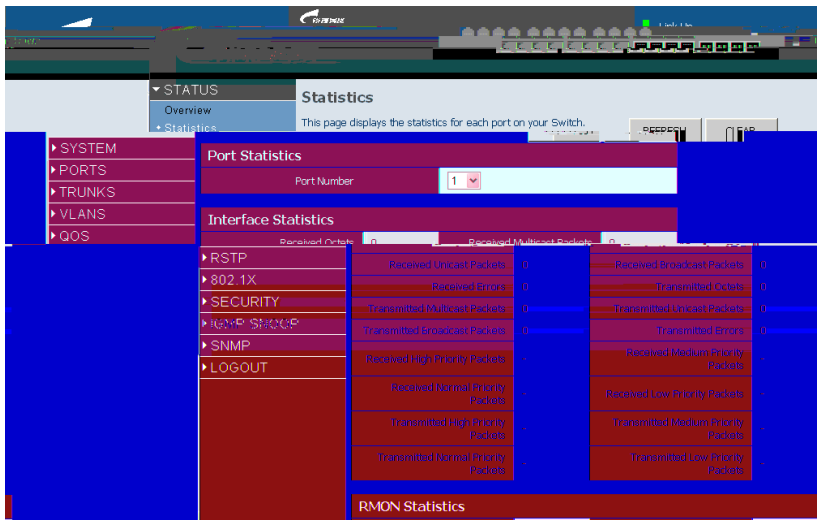 STATUS
Overview
Statistics
Statistics
This page displays the statistics for each port on your Switch.
REFRESH
CLEAR
SYSTEM
PORTS
TRUNKS
VLANS
QOS
RSTP
802.1X
SECURITY
SNMP
LOGOUT
Port Statistics
Port Number 1
Interface Statistics
Received Octets 0 Received Multicast Packets 0
Received Unicast Packets 0 Received Broadcast Packets 0
Received Errors 0 Transmitted Octets 0
Transmitted Multicast Packets 0 Transmitted Unicast Packets 0
Transmitted Broadcast Packets 0 Transmitted Errors 0
Received High Priority Packets - Received Medium Priority
Packets -
Received Normal Priority
Packets - Received Low Priority Packets -
Transmitted High Priority
Packets - Transmitted Medium Priority
Packets -
Transmitted Normal Priority
Packets - Transmitted Low Priority
Packets -
RMON Statistics